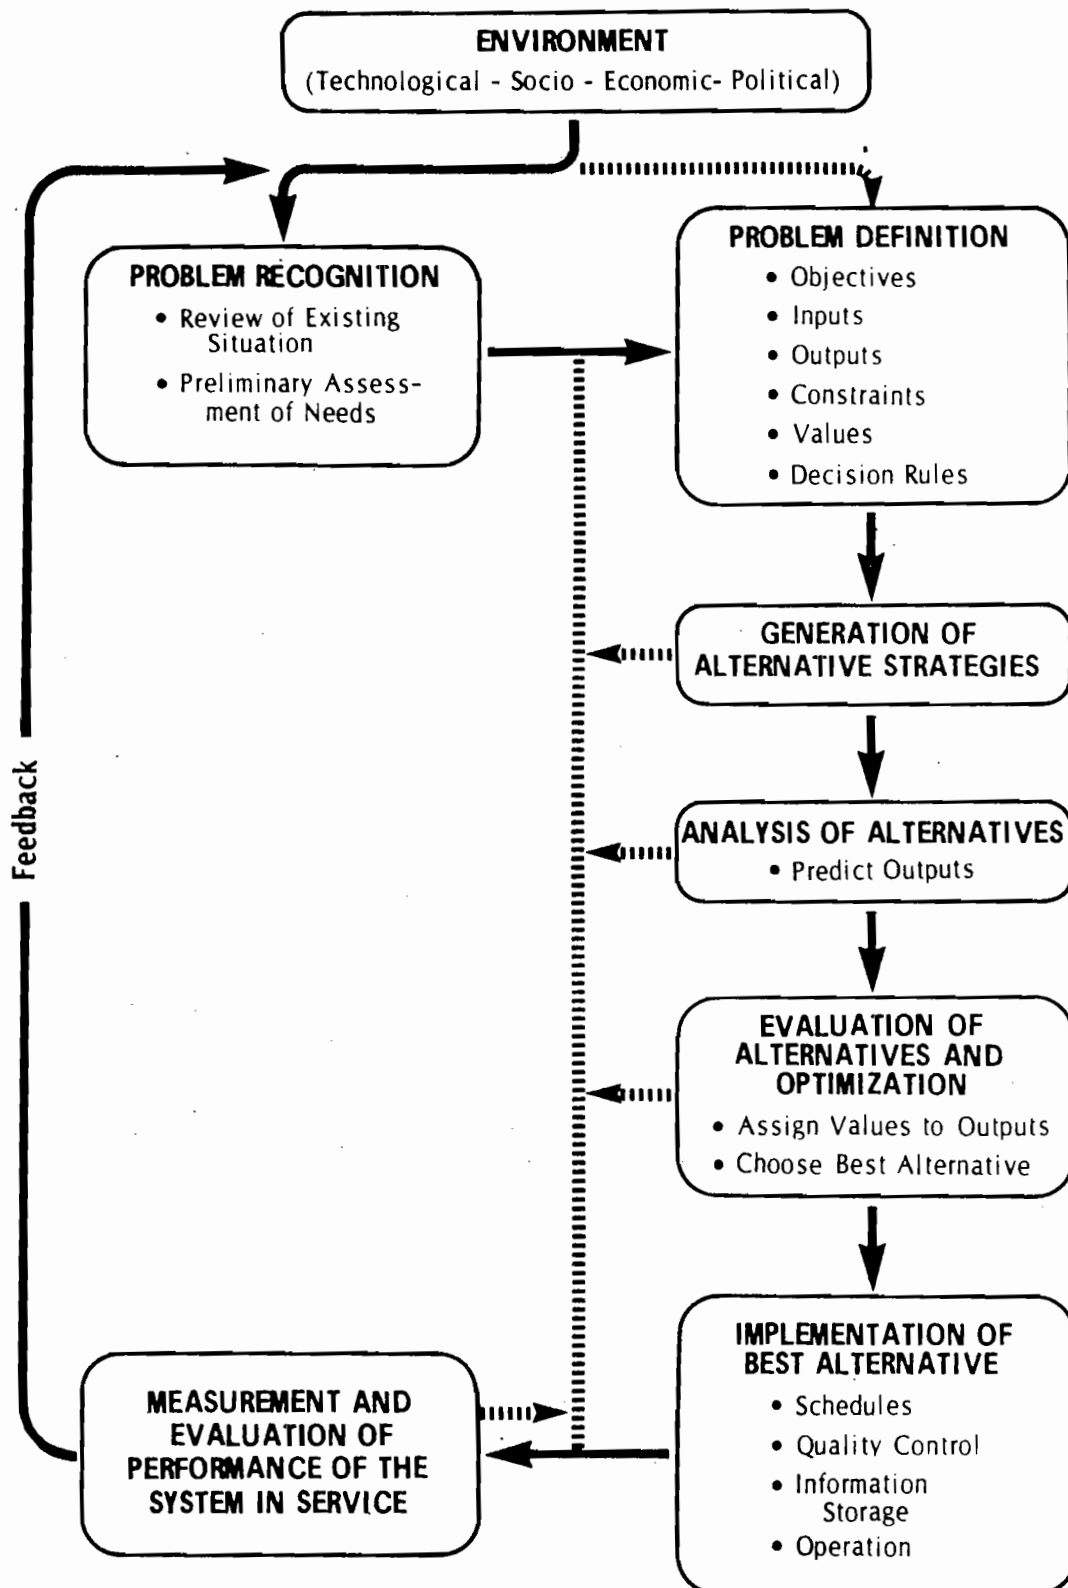 ENVIRONMENT
(Technological - Socio - Economic- Political)
PROBLEM RECOGNITION
• Review of Existing
Situation
• Preliminary Assess-
ment of Needs
PROBLEM DEFINITION
• Objectives
• Inputs
• Outputs
• Constraints
• Values
• Decision Rules
GENERATION OF
ALTERNATIVE STRATEGIES
ANALYSIS OF ALTERNATIVES
• Predict Outputs
EVALUATION OF
ALTERNATIVES AND
OPTIMIZATION
• Assign Values to Outputs
• Choose Best Alternative
IMPLEMENTATION OF
BEST ALTERNATIVE
• Schedules
• Quality Control
• Information
Storage
• Operation
MEASUREMENT AND
EVALUATION OF
PERFORMANCE OF THE
SYSTEM IN SERVICE
Feedback